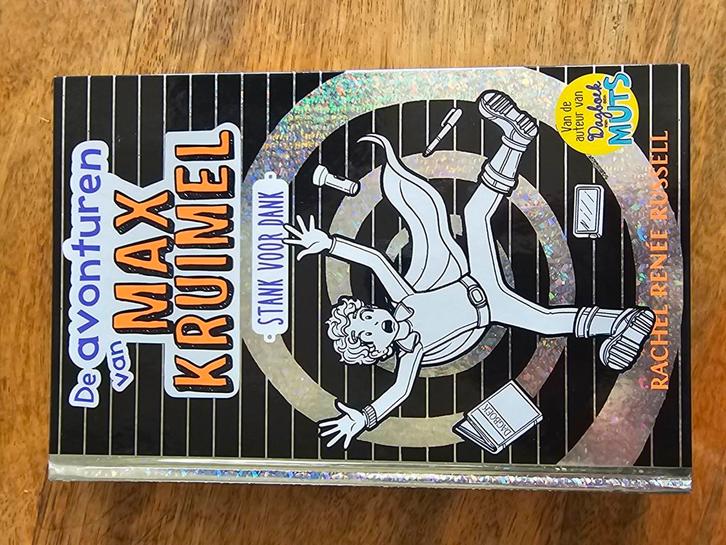 De avonturen
van MAX
KRUIMEL
STANK VOOR DANK
DAGBOEK
Van de
auteur van
Dagboek
van een
MUTS
RACHEL RENÉE RUSSELL